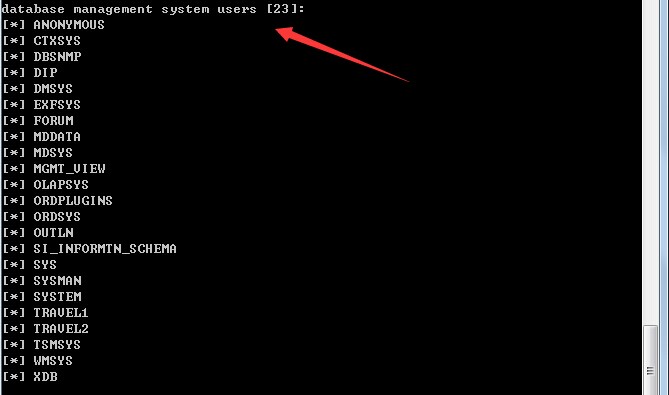 database management system users [23]:
[*] ANONYMOUS
[*] CTXSYS
[*] DBSNMP
[*] DIP
[*] DMSYS
[*] EXFSYS
[*] FORUM
[*] MDDATA
[*] MDSYS
[*] MGMT_VIEW
[*] OLAPSYS
[*] ORDPLUGINS
[*] ORDSYS
[*] OUTLN
[*] SI_INFORMTN_SCHEMA
[*] SYS
[*] SYSMAN
[*] SYSTEM
[*] TRAVEL1
[*] TRAVEL2
[*] TSMSYS
[*] WMSYS
[*] XDB